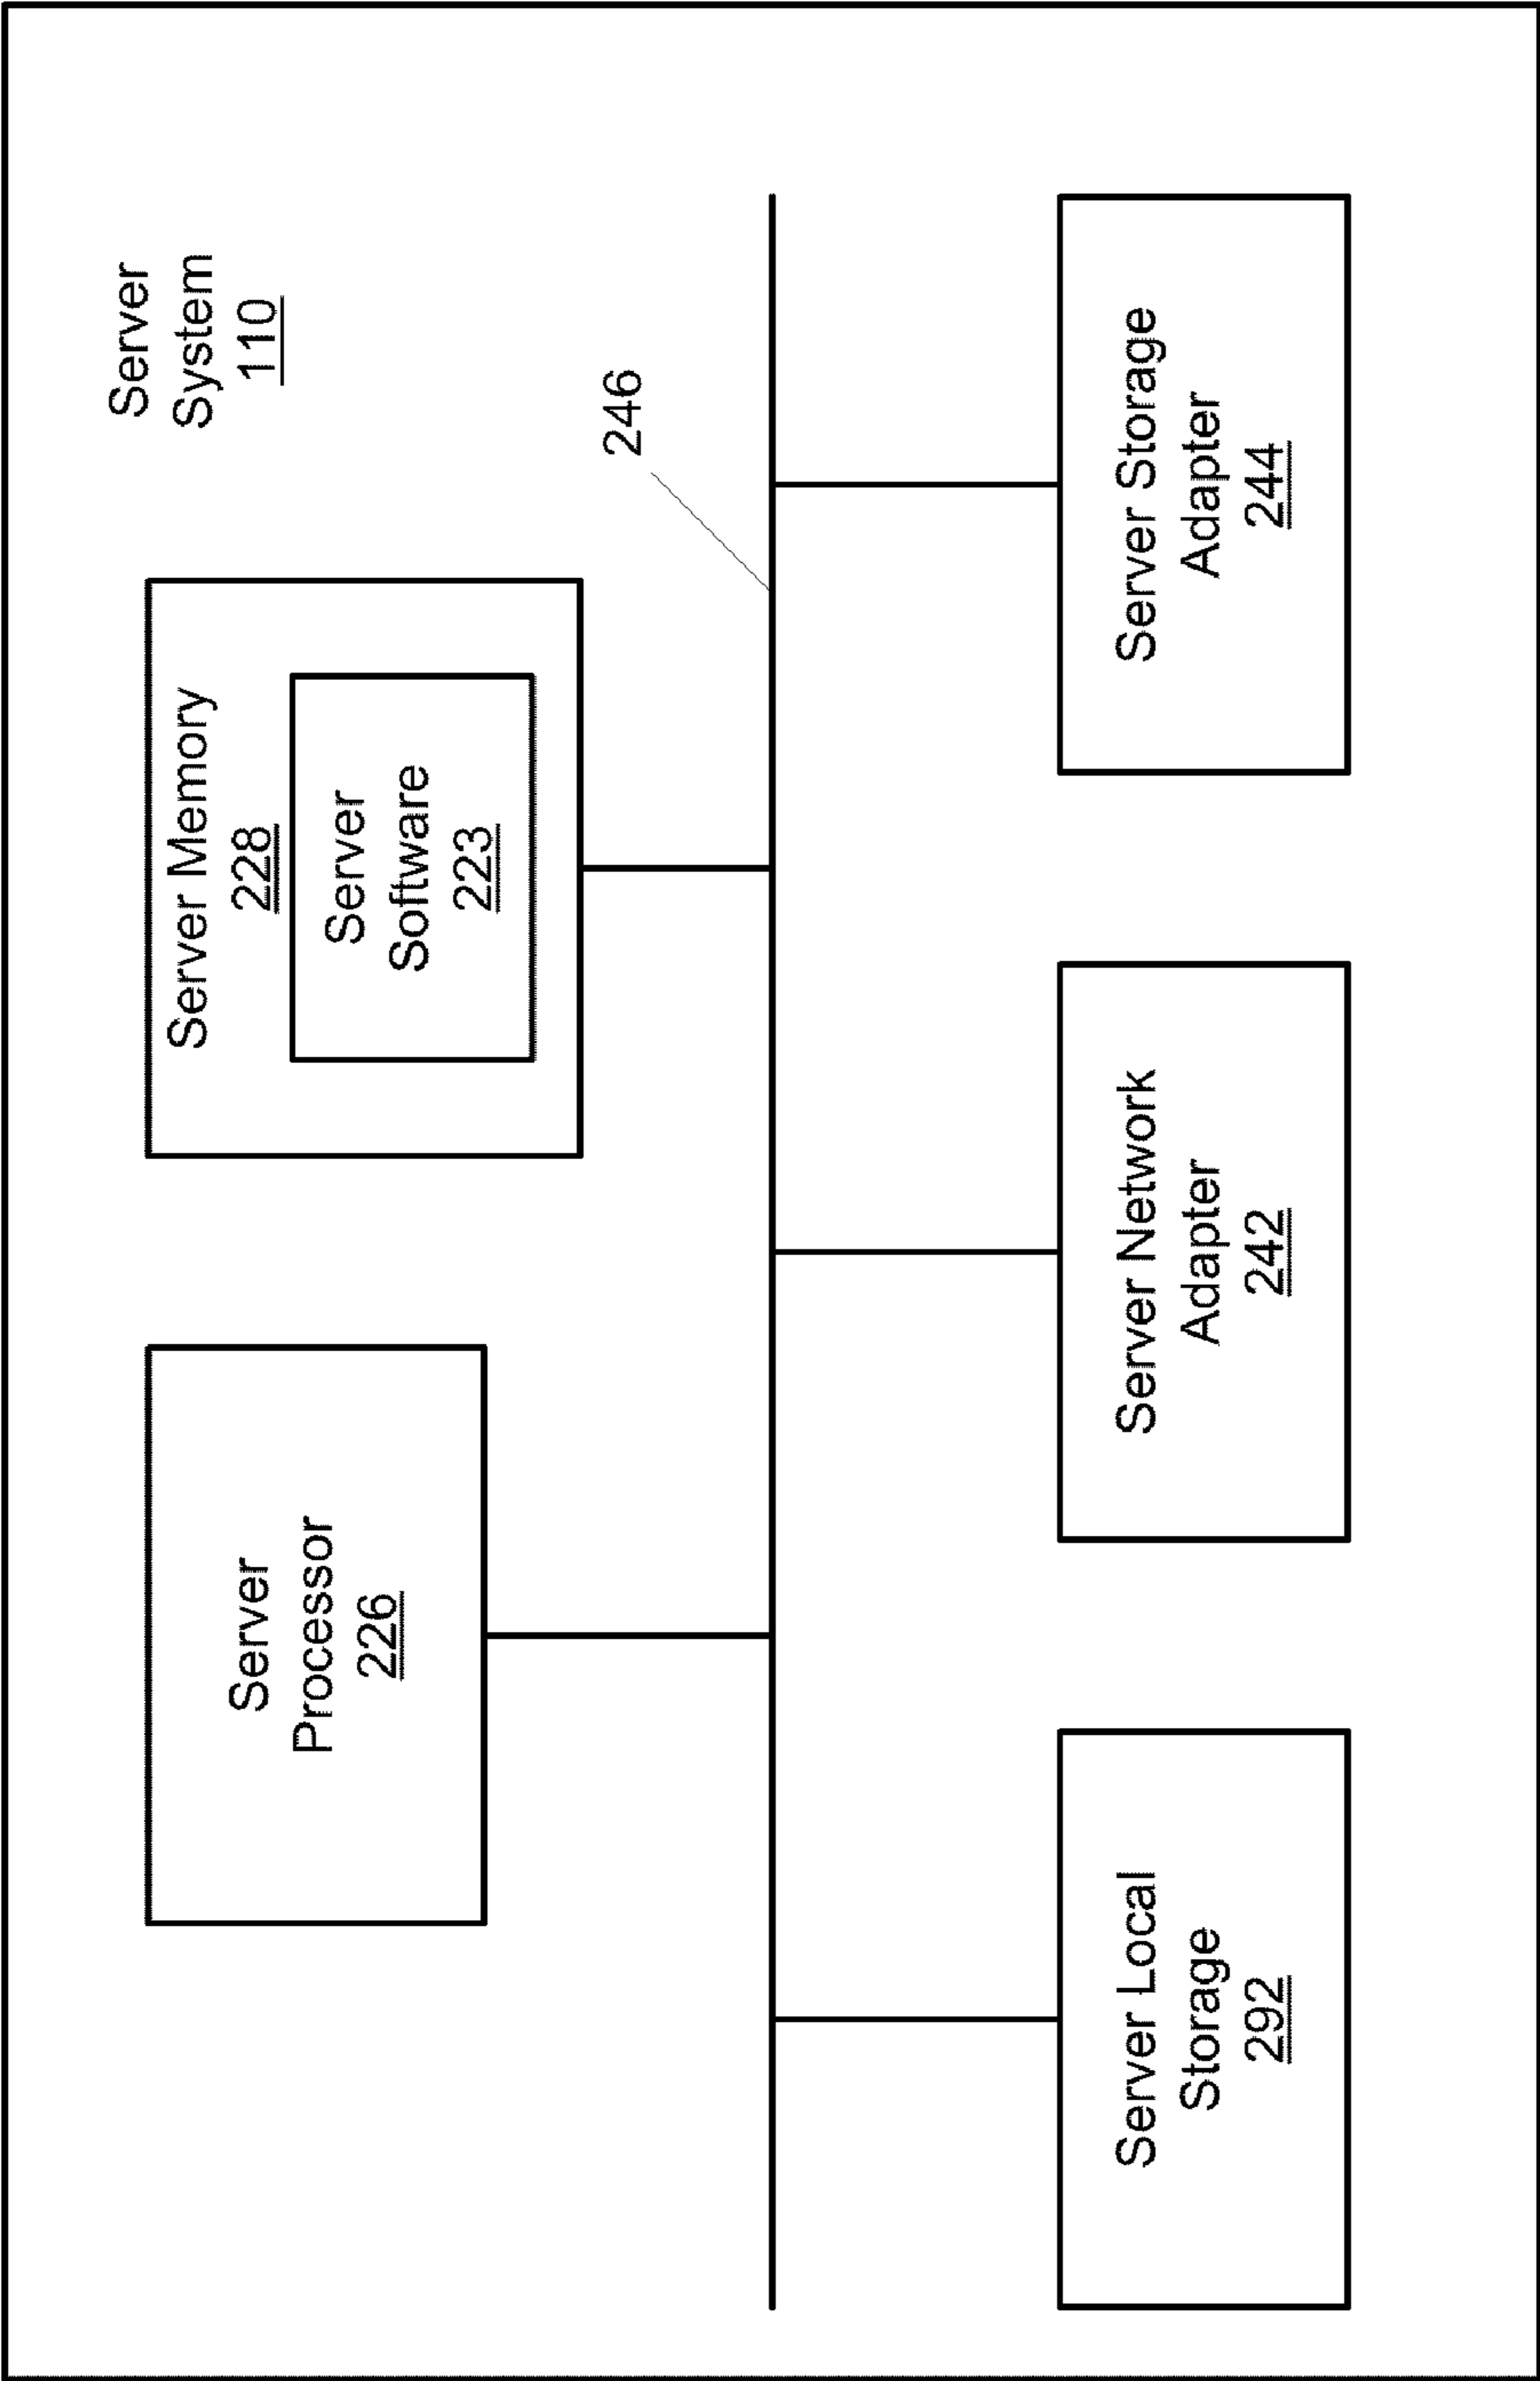 Server
System
110
Server
Processor
226
Server Memory
228
Server
Software
223
246
Server Local
Storage
292
Server Network
Adapter
242
Server Storage
Adapter
244